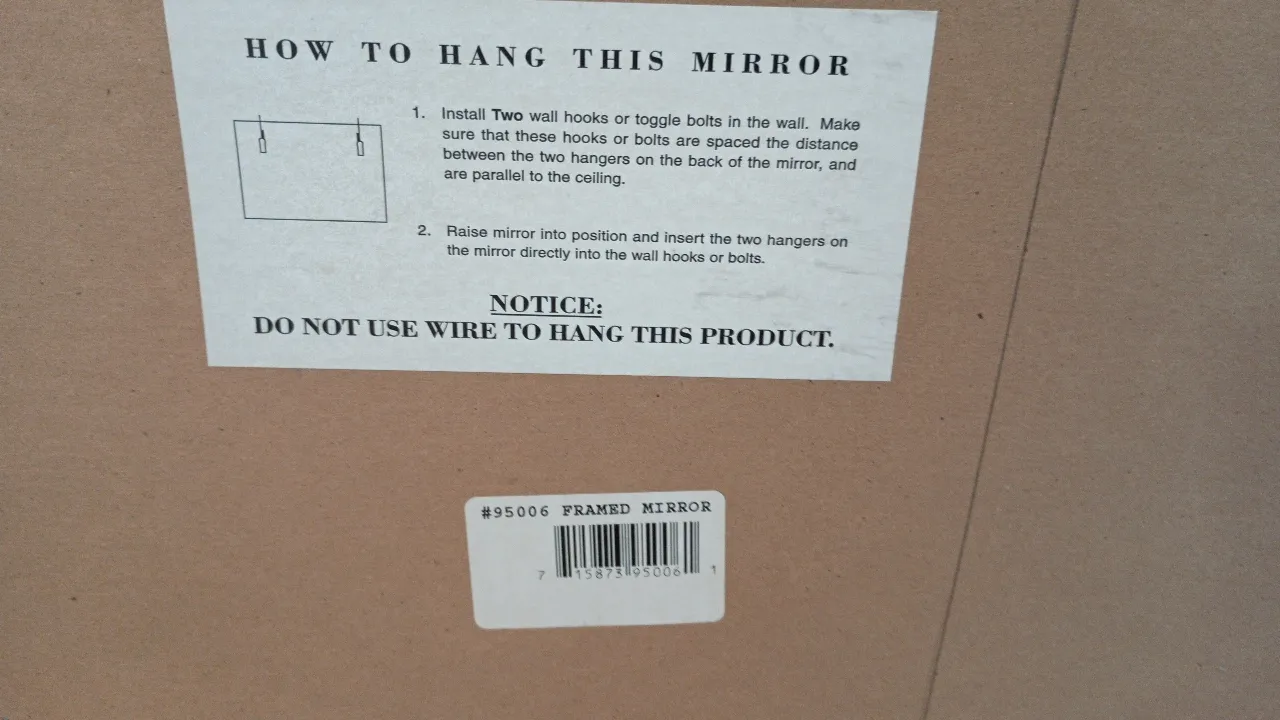 HOW TO HANG THIS MIRROR
1. Install Two wall hooks or toggle bolts in the wall. Make
sure that these hooks or bolts are spaced the distance
between the two hangers on the back of the mirror, and
are parallel to the ceiling.
2. Raise mirror into position and insert the two hangers on
the mirror directly into the wall hooks or bolts.
NOTICE:
DO NOT USE WIRE TO HANG THIS PRODUCT.
#95006 FRAMED MIRROR
7 15873 95006 1